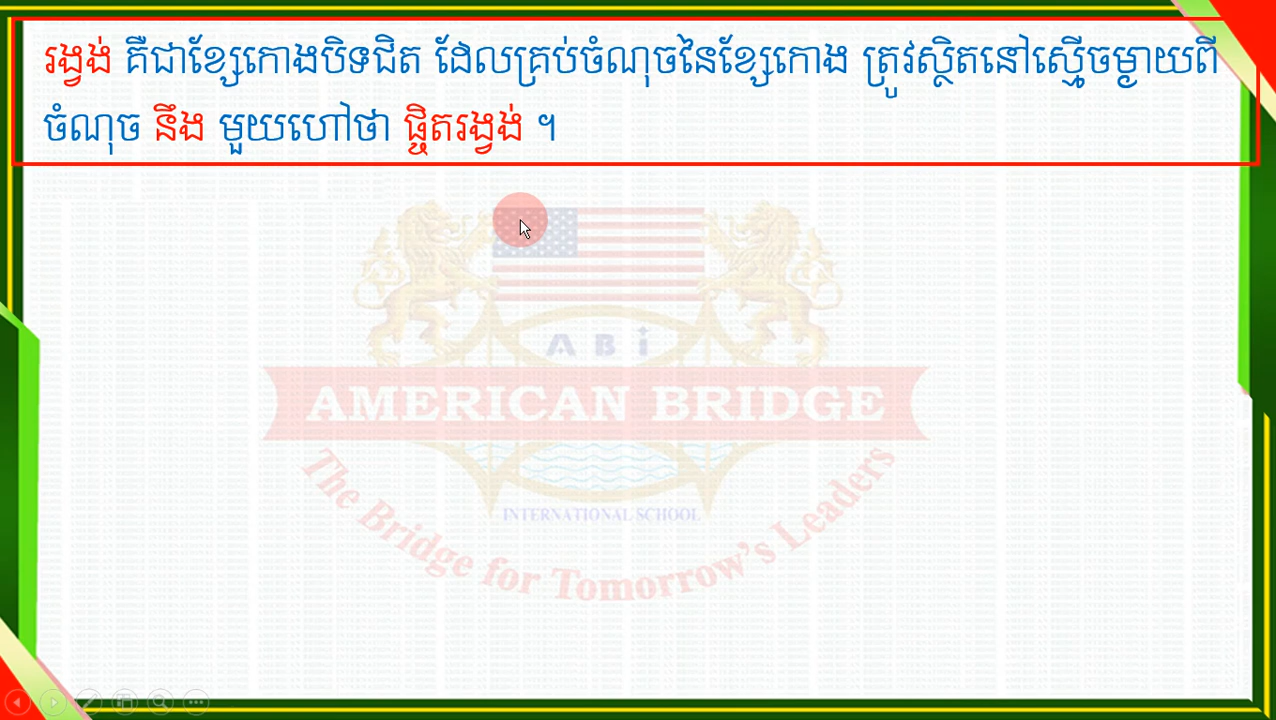 រង្វង់ គឺជាខ្សែកោងបិទជិត ដែលគ្រប់ចំណុចនៃខ្សែកោង ត្រូវស្ថិតនៅស្មើចម្ងាយពី
ចំណុច នឹង មួយហៅថា ផ្ចិតរង្វង់ ។
ABi
AMERICAN BRIDGE
INTERNATIONAL SCHOOL
The Bridge for Tomorrow's Leaders